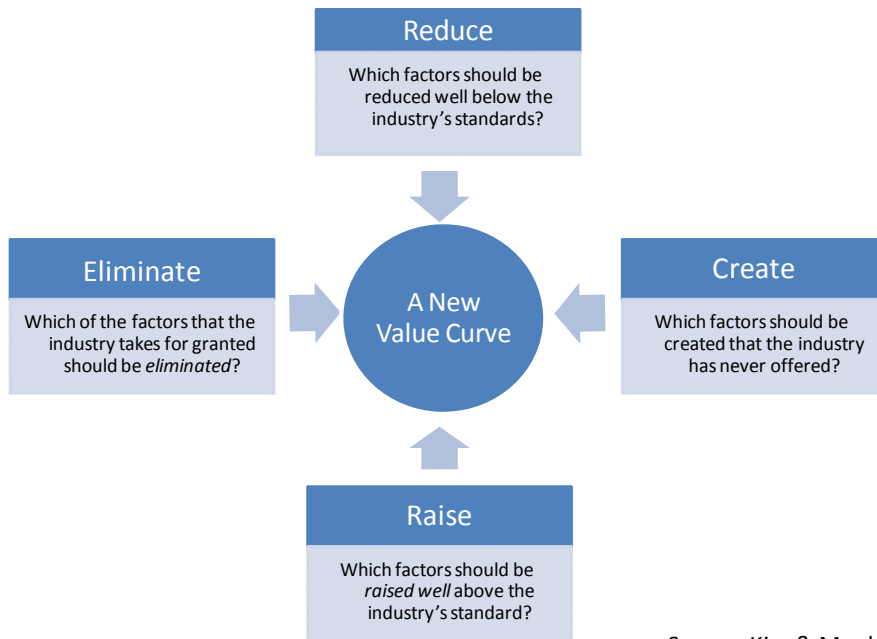 Reduce
Which factors should be
reduced well below the
industry's standards?
Eliminate
Which of the factors that the
industry takes for granted
should be eliminated?
A New
Value Curve
Create
Which factors should be
created that the industry
has never offered?
Raise
Which factors should be
raised well above the
industry's standard?